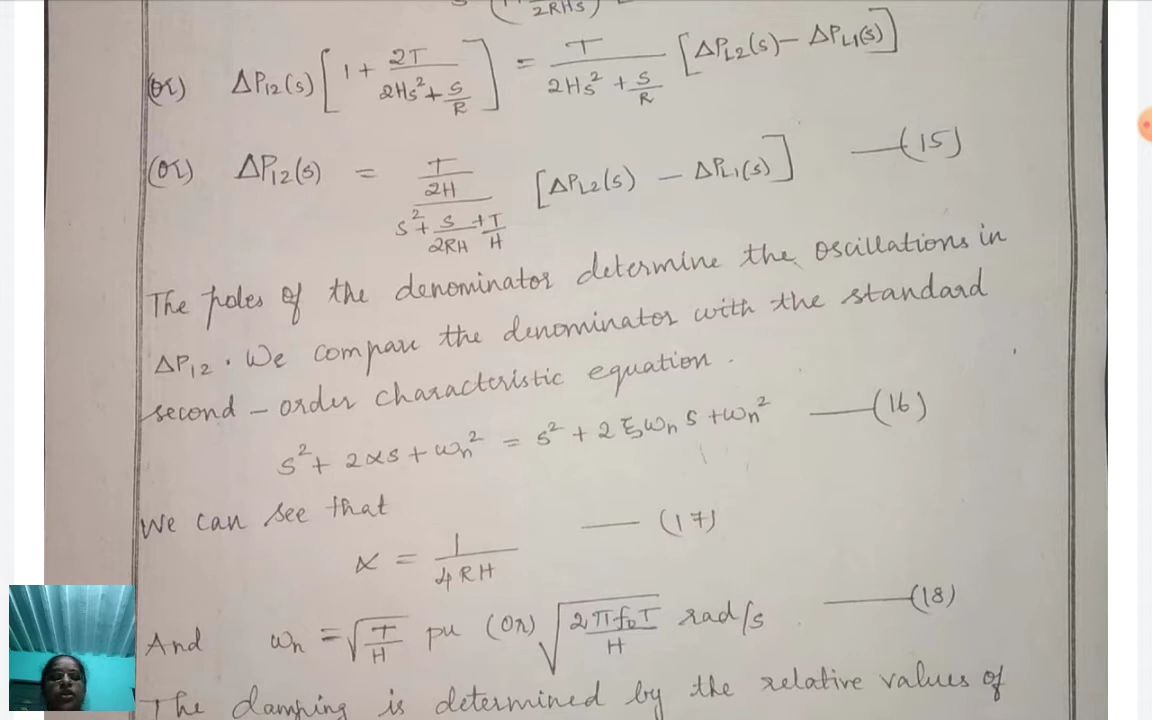 2RHs
(or) ΔP12(s) [1 + 2T/(2Hs² + s/R)] = T/(2Hs² + s/R) [ΔPL2(s) − ΔPL1(s)]
(or) ΔP12(s) = (T/2H)/(s² + s/2RH + T/H) [ΔPL2(s) − ΔPL1(s)] —(15)
The poles of the denominator determine the oscillations in
ΔP12. We compare the denominator with the standard
second - order characteristic equation.
s² + 2αs + ωn² = s² + 2ξωn s + ωn² —(16)
We can see that
α = 1/4RH —(17)
And ωn = √(T/H) pu (or) √(2πf0T/H) rad/s —(18)
The damping is determined by the relative values of